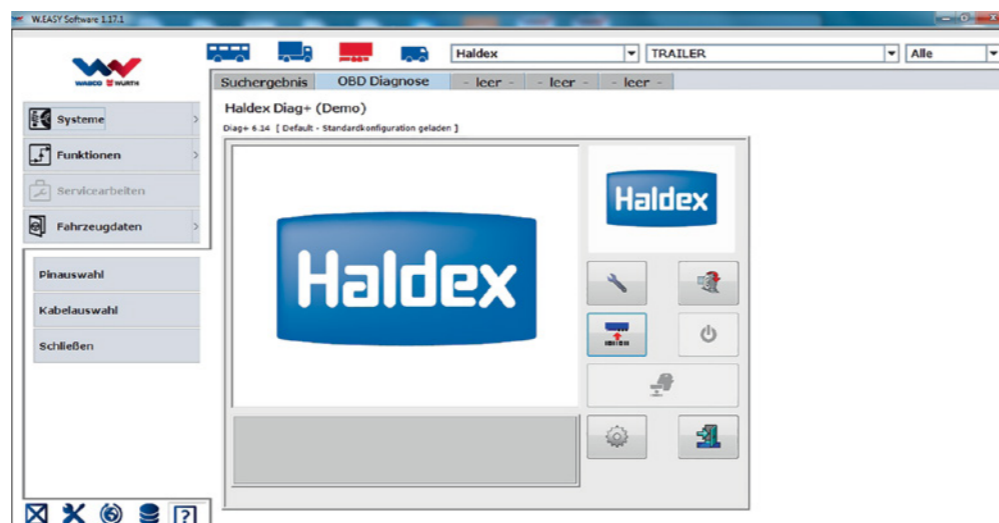 W.EASY Software 1.17.1
WABCO WÜRTH
Haldex
TRAILER
Alle
Suchergebnis
OBD Diagnose
- leer -
- leer -
- leer -
Haldex Diag+ (Demo)
Diag+ 6.14 [ Default - Standardkonfiguration geladen ]
Systeme
Funktionen
Servicearbeiten
Fahrzeugdaten
Pinauswahl
Kabelauswahl
Schließen
Haldex
Haldex